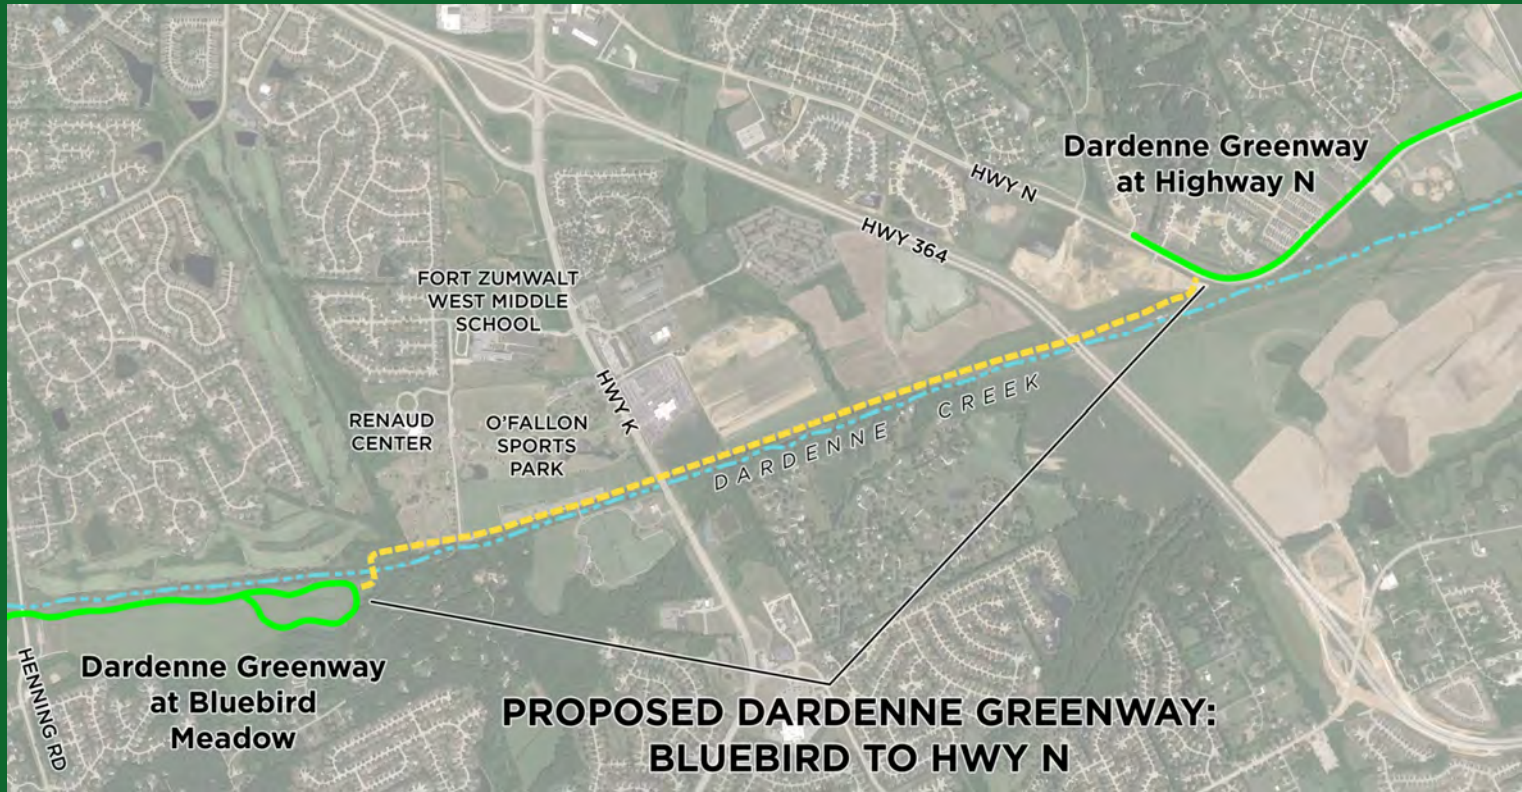 Dardenne Greenway
at Highway N
HWY N
HWY 364
FORT ZUMWALT
WEST MIDDLE
SCHOOL
HWY K
RENAUD
CENTER
O'FALLON
SPORTS
PARK
DARDENNE CREEK
HENNING RD
Dardenne Greenway
at Bluebird
Meadow
PROPOSED DARDENNE GREENWAY:
BLUEBIRD TO HWY N